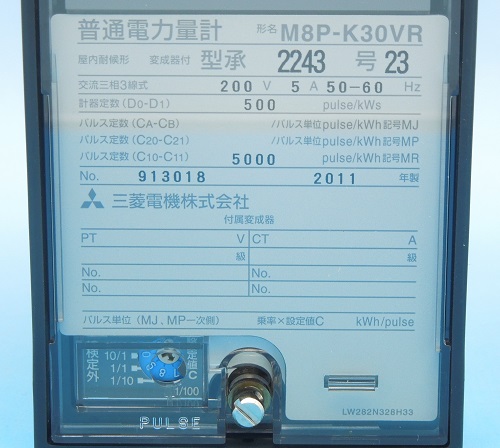 普通電力量計 形名 M8P-K30VR
屋内耐候形 変成器付 型承 2243 号 23
交流三相3線式 200 V 5 A 50-60 Hz
計器定数(D0-D1) 500 pulse/kWs
パルス定数(CA-CB) /パルス単位pulse/kWh記号MJ
パルス定数(C20-C21) /パルス単位pulse/kWh記号MP
パルス定数(C10-C11) 5000 pulse/kWh記号MR
No. 913018 2011 年製
三菱電機株式会社
付属変成器
PT V CT A
級 級
No. No.
No. No.
パルス単位(MJ.MP一次側) 乗率×設定値C kWh/pulse
検定外
10/1
1/1
1/10
1/100
定値C
PULSE
LW282N328H33